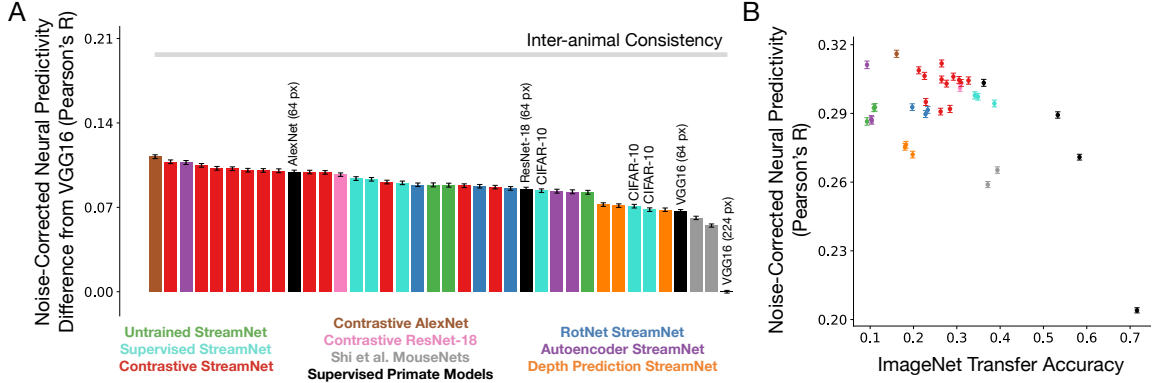 A
Noise-Corrected Neural Predictivity
Difference from VGG16 (Pearson's R)
0.21
0.14
0.07
0.00
Inter-animal Consistency
AlexNet (64 px)
ResNet-18 (64 px)
CIFAR-10
CIFAR-10
CIFAR-10
VGG16 (64 px)
VGG16 (224 px)
Untrained StreamNet
Supervised StreamNet
Contrastive StreamNet
Contrastive AlexNet
Contrastive ResNet-18
Shi et al. MouseNets
Supervised Primate Models
RotNet StreamNet
Autoencoder StreamNet
Depth Prediction StreamNet
B
Noise-Corrected Neural Predictivity
(Pearson's R)
0.32
0.29
0.26
0.23
0.20
0.1 0.2 0.3 0.4 0.5 0.6 0.7
ImageNet Transfer Accuracy